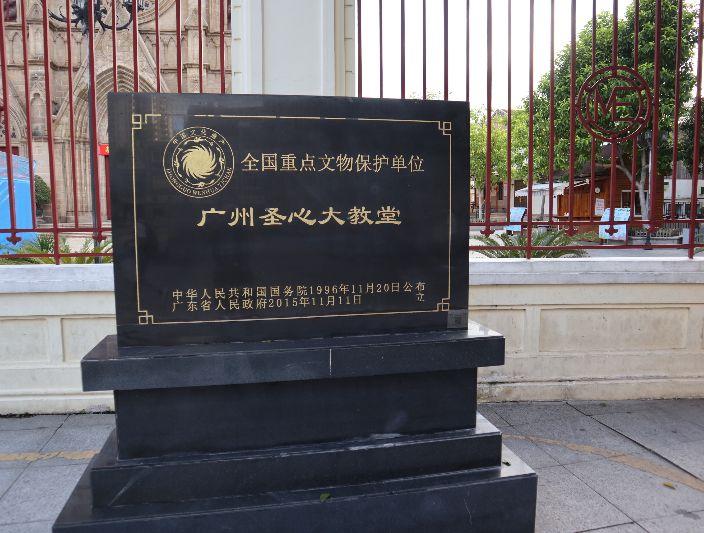 全国重点文物保护单位
广州圣心大教堂
中华人民共和国国务院1996年11月20日公布
广东省人民政府2015年11月11日 立